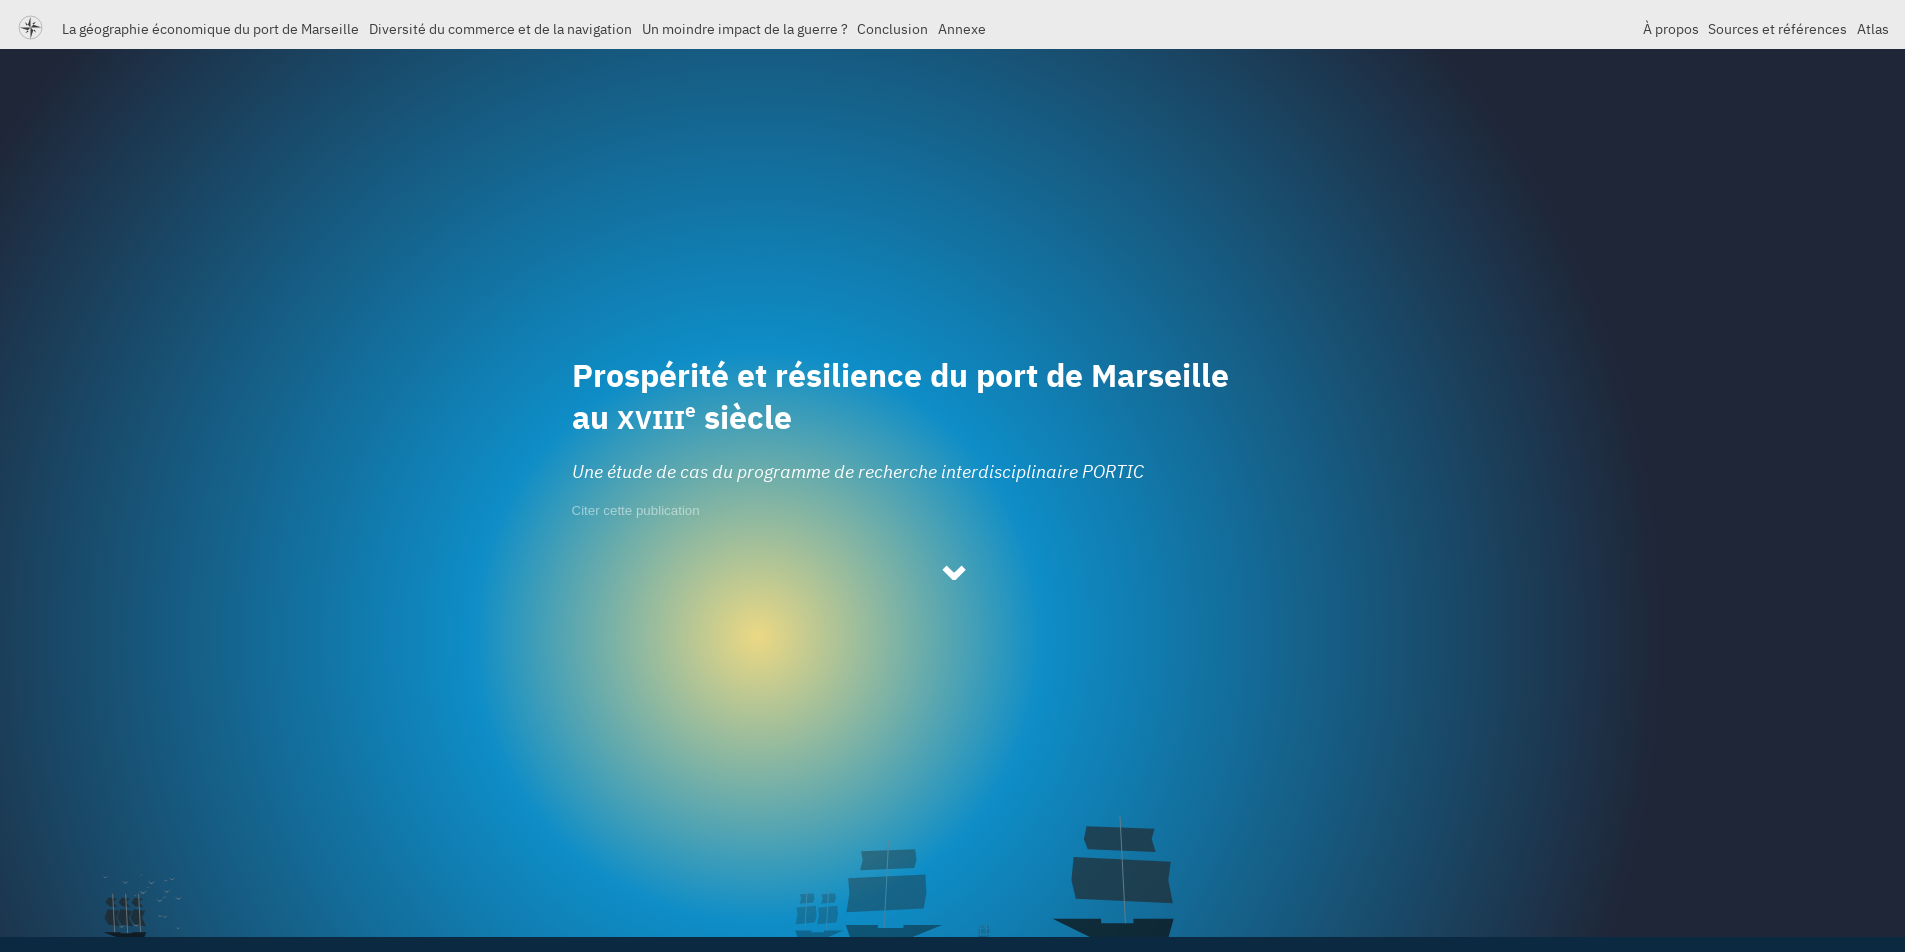 La géographie économique du port de Marseille Diversité du commerce et de la navigation Un moindre impact de la guerre ? Conclusion Annexe À propos Sources et références Atlas
Prospérité et résilience du port de Marseille
au XVIIIe siècle
Une étude de cas du programme de recherche interdisciplinaire PORTIC
Citer cette publication